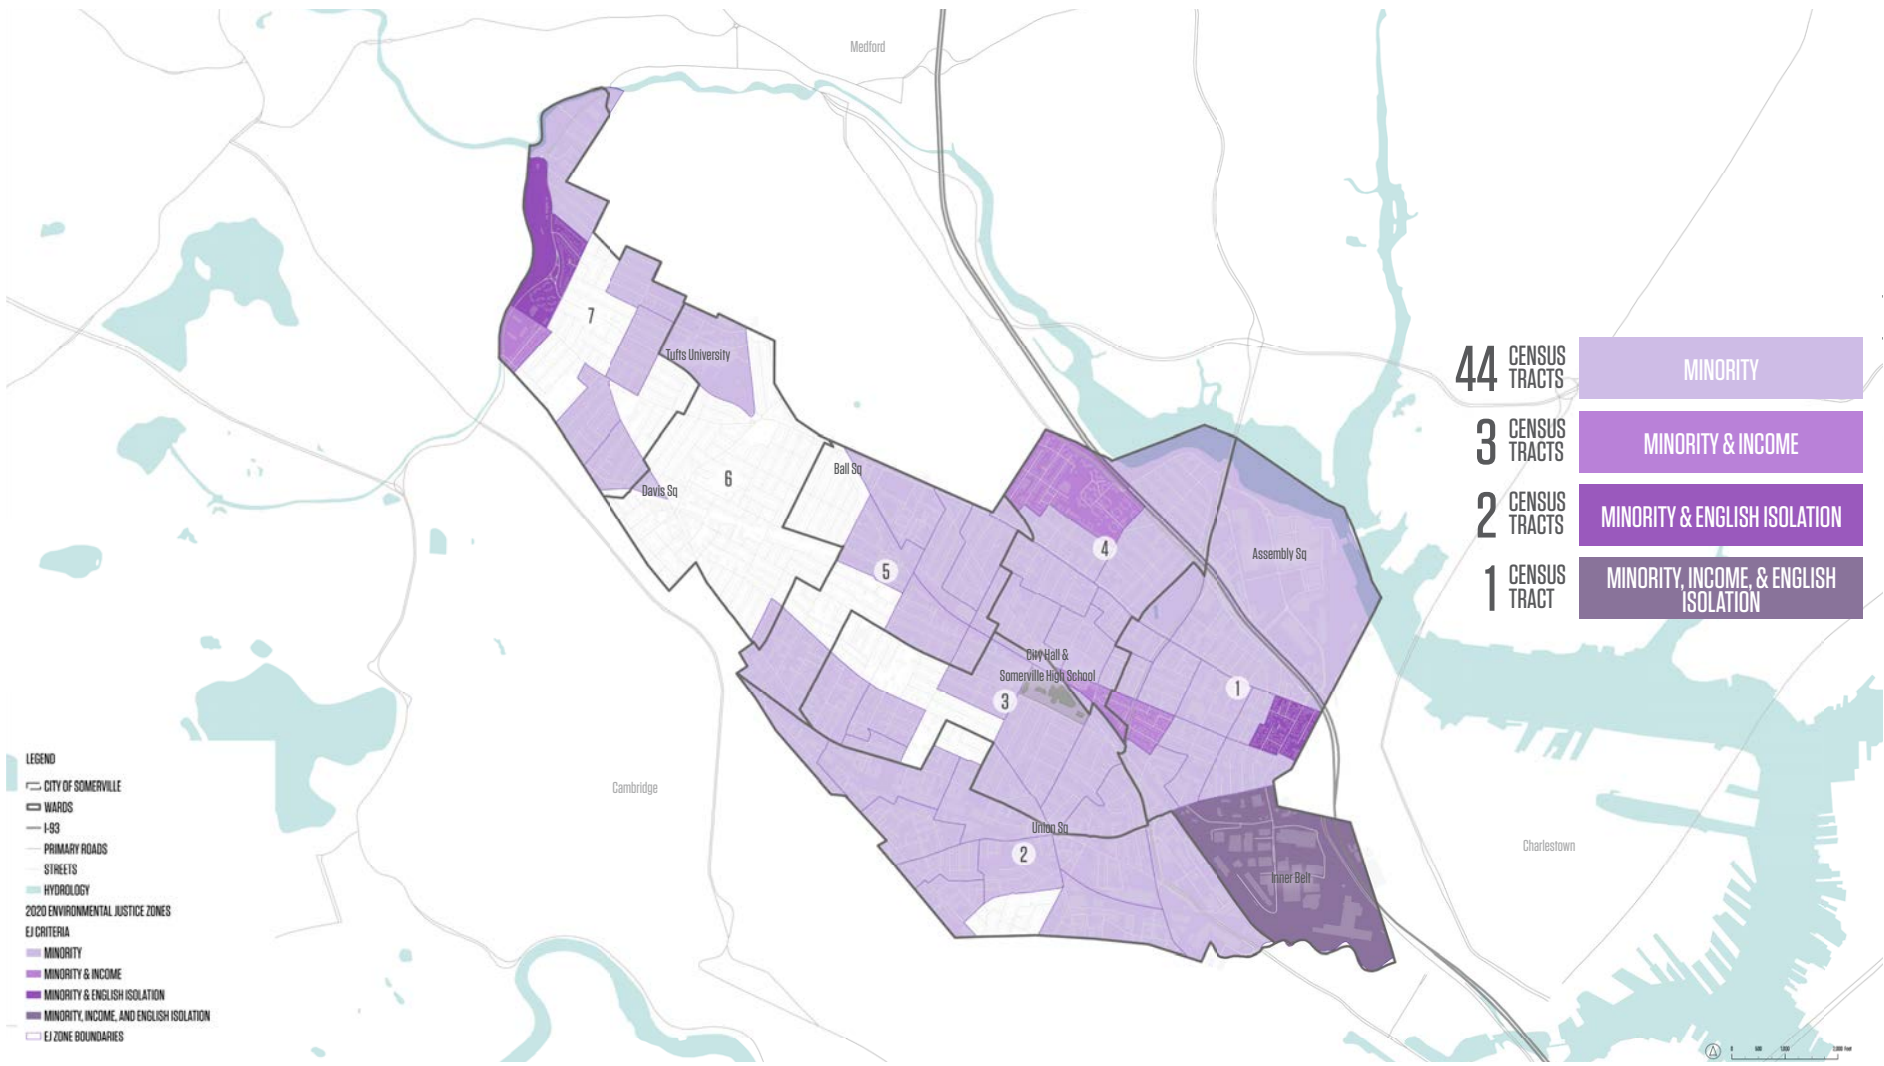 Medford
7
Tufts University
Ball Sq
6
Davis Sq
4
Assembly Sq
5
City Hall &
Somerville High School
1
3
Union Sq
2
Inner Belt
Cambridge
Charlestown
44 CENSUS
TRACTS
MINORITY
3 CENSUS
TRACTS
MINORITY & INCOME
2 CENSUS
TRACTS
MINORITY & ENGLISH ISOLATION
1 CENSUS
TRACT
MINORITY, INCOME, & ENGLISH
ISOLATION
LEGEND
CITY OF SOMERVILLE
WARDS
I-93
PRIMARY ROADS
STREETS
HYDROLOGY
2020 ENVIRONMENTAL JUSTICE ZONES
EJ CRITERIA
MINORITY
MINORITY & INCOME
MINORITY & ENGLISH ISOLATION
MINORITY, INCOME, AND ENGLISH ISOLATION
EJ ZONE BOUNDARIES